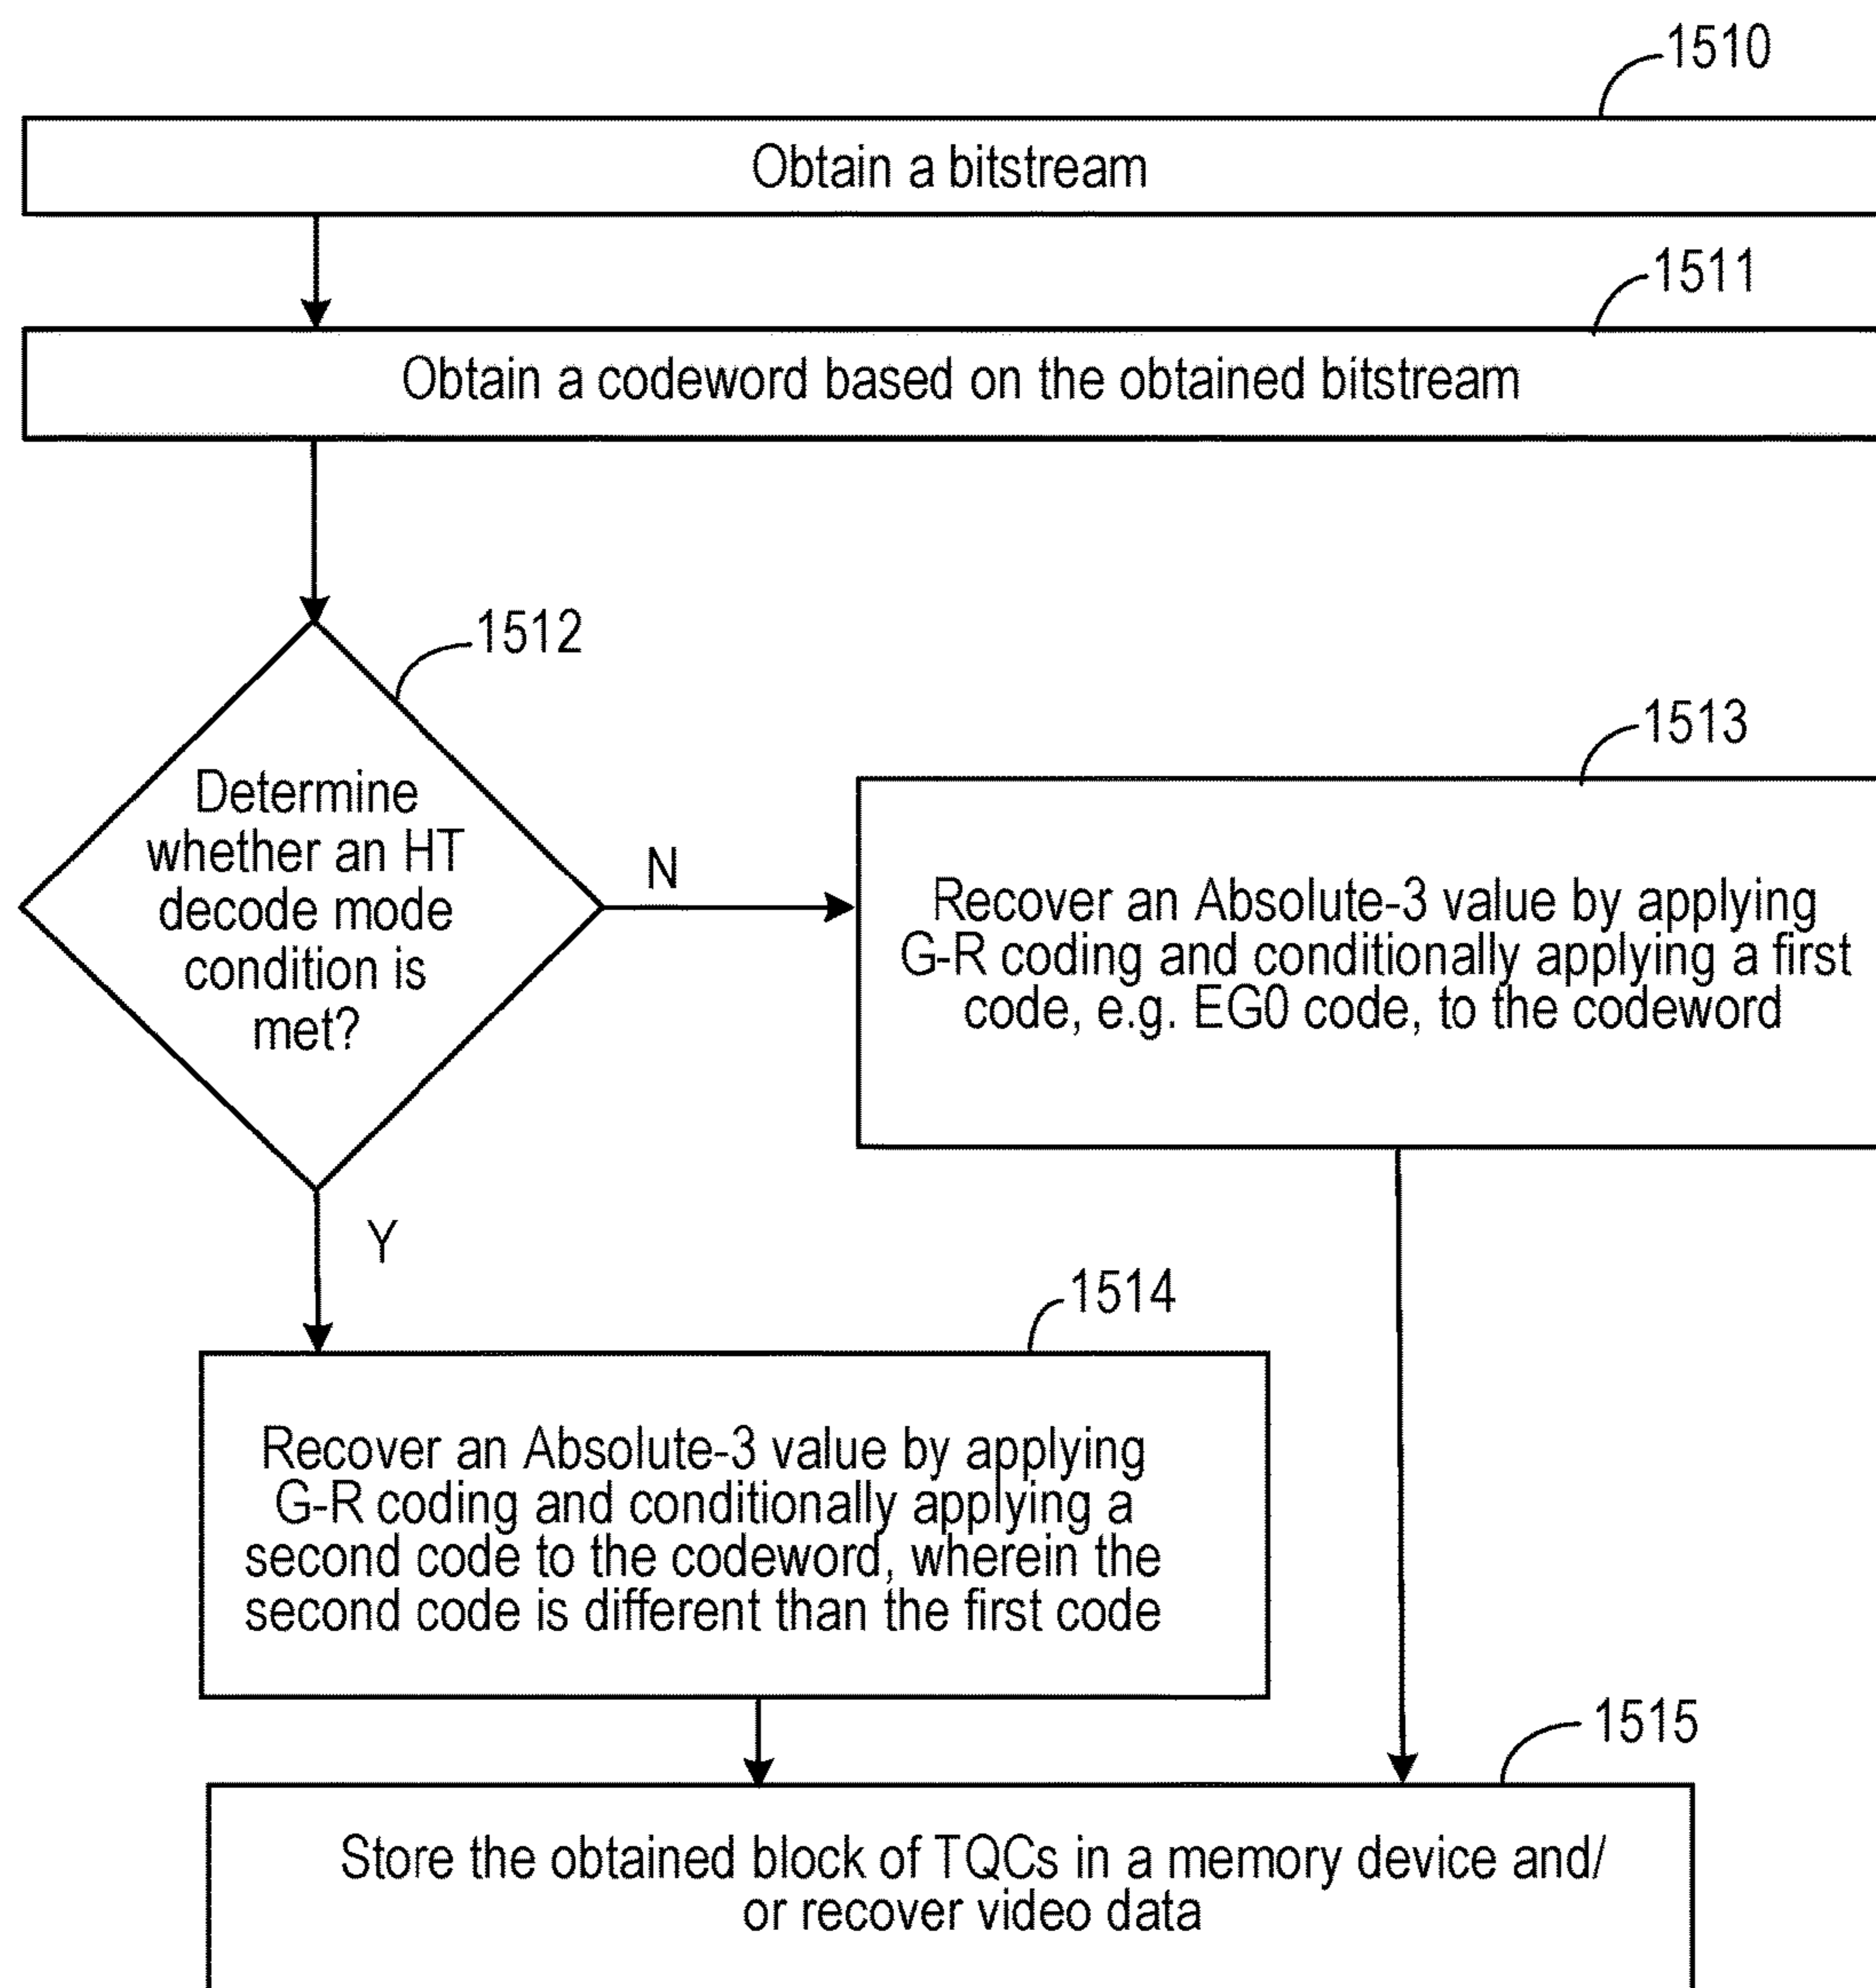 1510
Obtain a bitstream
1511
Obtain a codeword based on the obtained bitstream
1512
Determine
whether an HT
decode mode
condition is
met?
N
1513
Recover an Absolute-3 value by applying
G-R coding and conditionally applying a first
code, e.g. EG0 code, to the codeword
Y
1514
Recover an Absolute-3 value by applying
G-R coding and conditionally applying a
second code to the codeword, wherein the
second code is different than the first code
1515
Store the obtained block of TQCs in a memory device and/
or recover video data